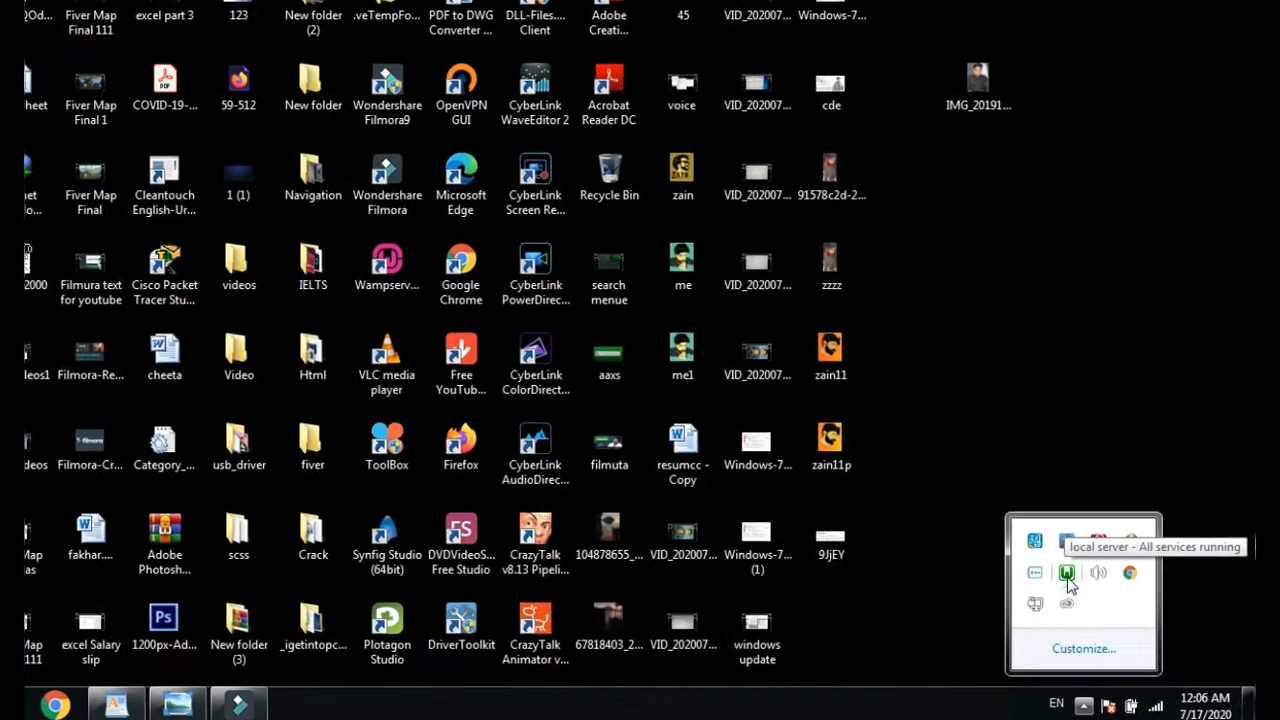 Fiver Map
Final 111
excel part 3
123
New folder
(2)
PDF to DWG
Converter ...
DLL-Files....
Client
Adobe
Creati...
45
VID_202007...
Windows-7...
Fiver Map
Final 1
COVID-19-...
59-512
New folder
Wondershare
Filmora9
OpenVPN
GUI
CyberLink
WaveEditor 2
Acrobat
Reader DC
voice
VID_202007...
cde
IMG_20191...
Fiver Map
Final
Cleantouch
English-Ur...
1 (1)
Navigation
Wondershare
Filmora
Microsoft
Edge
CyberLink
Screen Re...
Recycle Bin
zain
VID_202007...
91578c2d-2...
Filmura text
for youtube
Cisco Packet
Tracer Stu...
videos
IELTS
Wampserv...
Google
Chrome
CyberLink
PowerDirec...
search
menue
me
VID_202007...
zzzz
Filmora-Re...
cheeta
Video
Html
VLC media
player
Free
YouTub...
CyberLink
ColorDirect...
aaxs
me1
VID_202007...
zain11
Filmora-Cr...
Category_...
usb_driver
fiver
ToolBox
Firefox
CyberLink
AudioDirec...
filmuta
resumcc -
Copy
Windows-7...
zain11p
fakhar....
Adobe
Photosh...
scss
Crack
Synfig Studio
(64bit)
DVDVideoS...
Free Studio
CrazyTalk
v8.13 Pipeli...
104878655_...
VID_202007...
Windows-7...
(1)
9JjEY
local server - All services running
excel Salary
slip
1200px-Ad...
New folder
(3)
_igetintopc...
Plotagon
Studio
DriverToolkit
CrazyTalk
Animator v...
67818403_2...
VID_202007...
windows
update
Customize...
EN
12:06 AM
7/17/2020